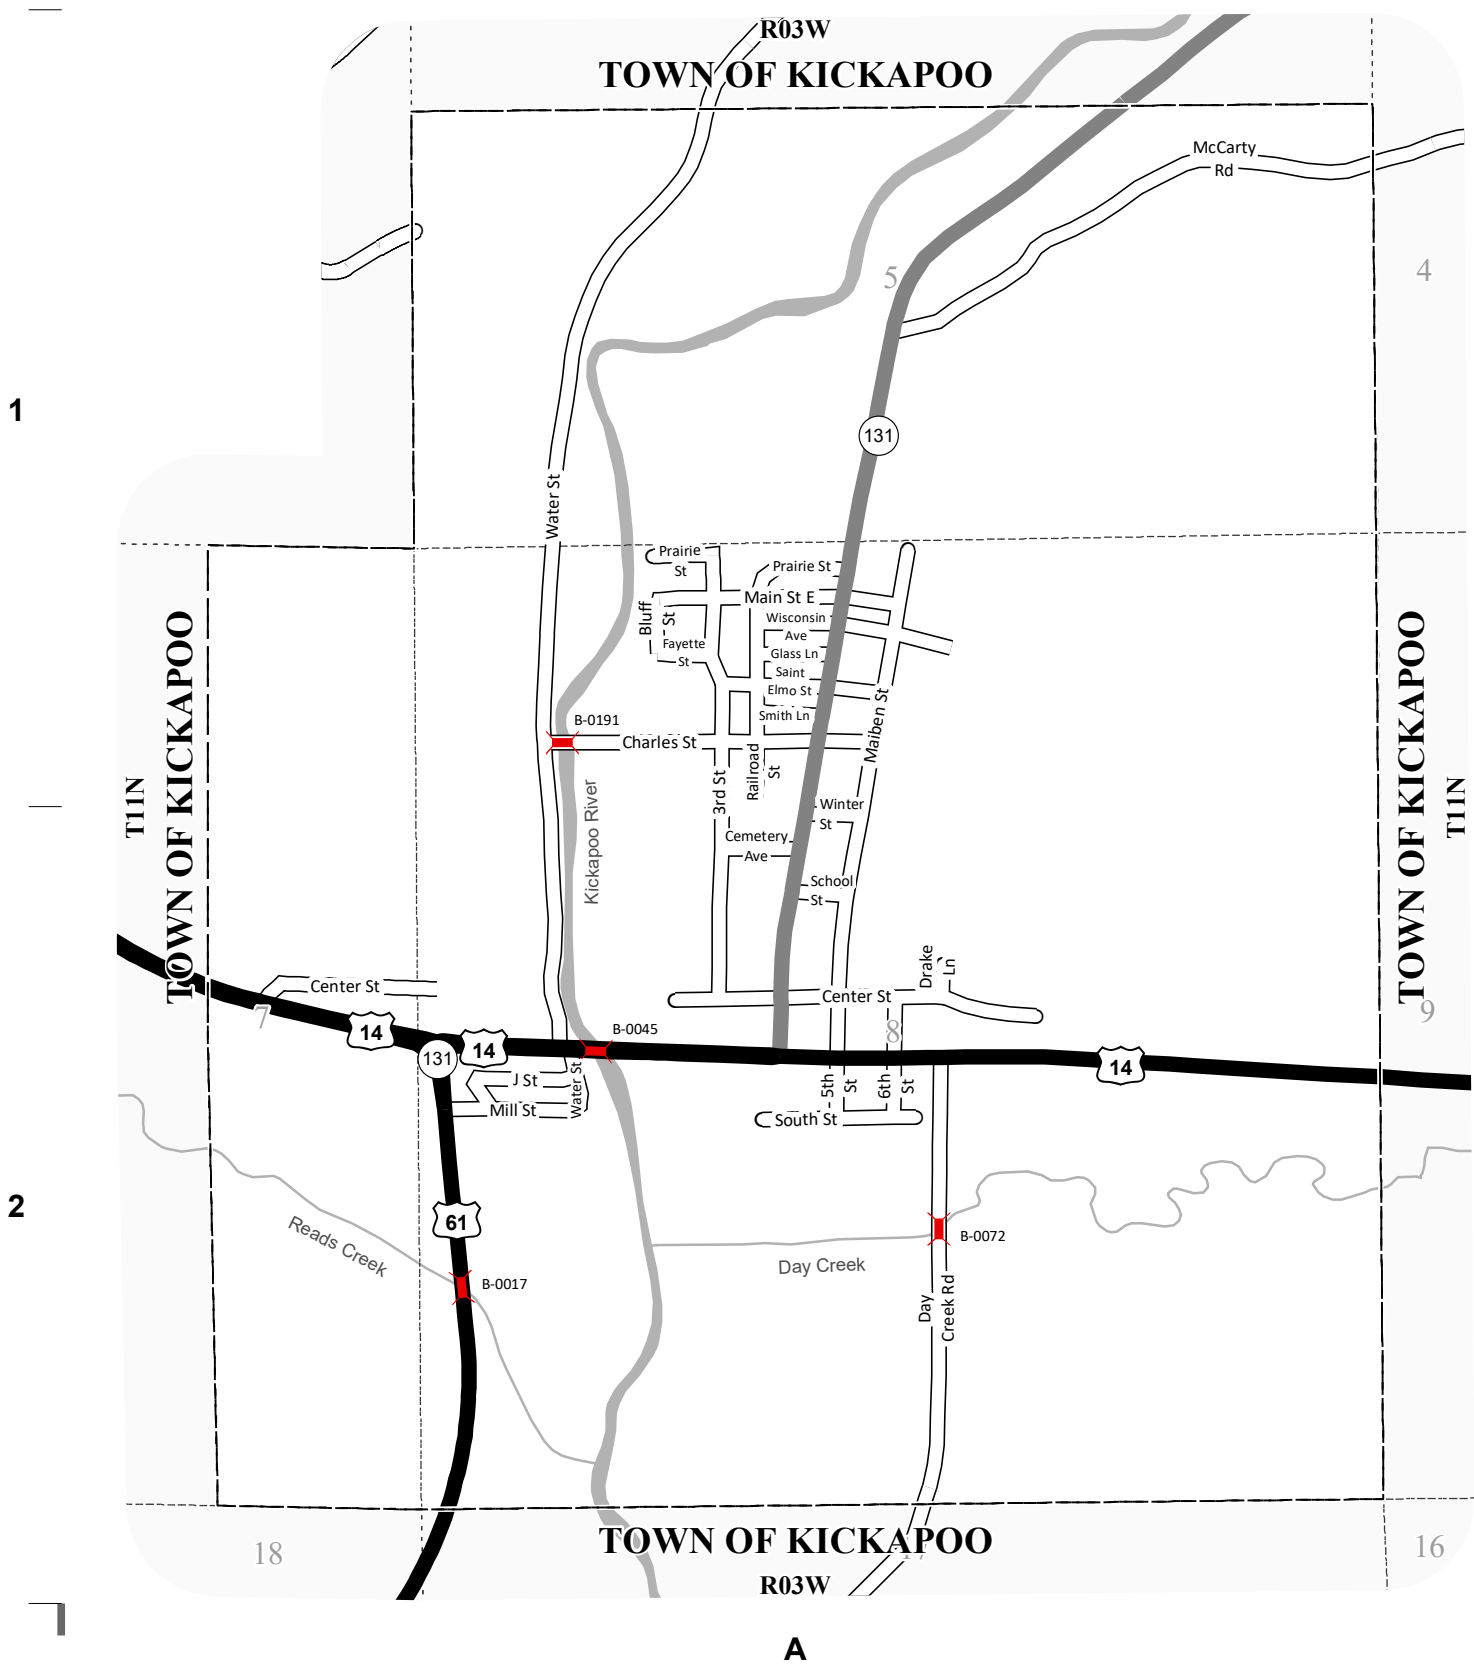 R03W
TOWN OF KICKAPOO
McCarty
Rd
5
4
1
131
Water St
Prairie
St
Prairie St
Main St E
Bluff
St
Wisconsin
Ave
Fayette
St
Glass Ln
Saint
Elmo St
Smith Ln
Maiben St
B-0191
Charles St
Railroad
St
3rd St
Winter
St
Cemetery
Ave
School
St
Kickapoo River
T11N
TOWN OF KICKAPOO
TOWN OF KICKAPOO
T11N
Drake
Ln
Center St
Center St
7
8
9
14
14
131
B-0045
14
J St
Mill St
Water St
5th
St
6th
St
South St
2
61
Reads Creek
B-0017
Day Creek
B-0072
Day
Creek Rd
TOWN OF KICKAPOO
18
17
16
R03W
A